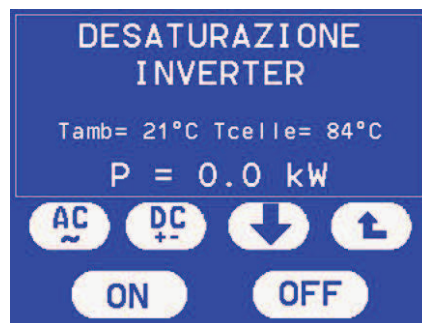 DESATURAZIONE
INVERTER
Tamb= 21°C Tcelle= 84°C
P = 0.0 kW
AC ~ DC +-
ON OFF